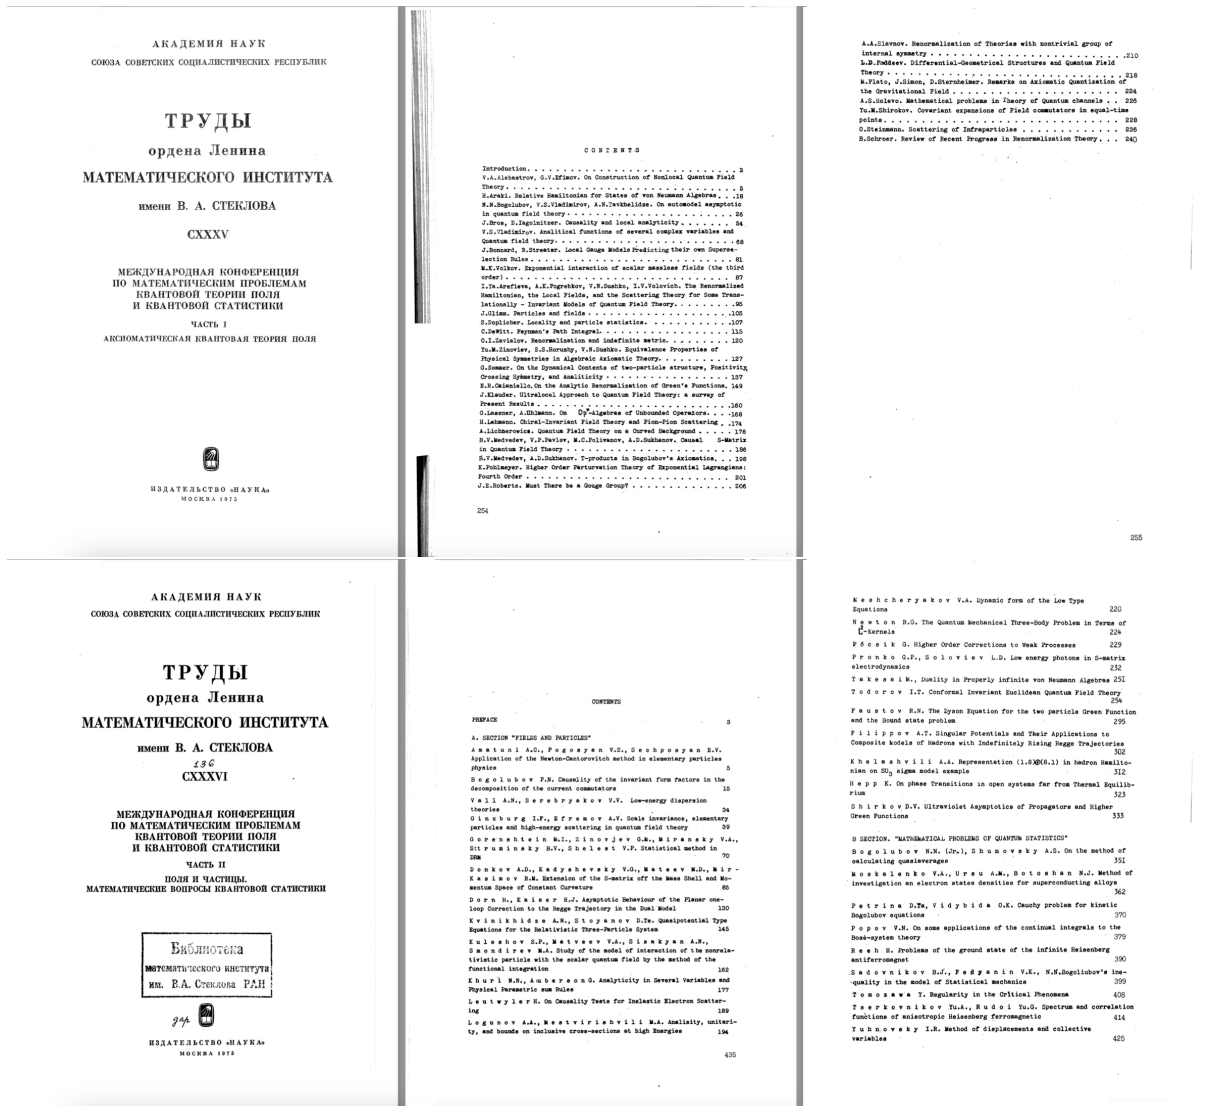 АКАДЕМИЯ НАУК
СОЮЗА СОВЕТСКИХ СОЦИАЛИСТИЧЕСКИХ РЕСПУБЛИК
ТРУДЫ
ордена Ленина
МАТЕМАТИЧЕСКОГО ИНСТИТУТА
имени В. А. СТЕКЛОВА
CXXXV
МЕЖДУНАРОДНАЯ КОНФЕРЕНЦИЯ
ПО МАТЕМАТИЧЕСКИМ ПРОБЛЕМАМ
КВАНТОВОЙ ТЕОРИИ ПОЛЯ
И КВАНТОВОЙ СТАТИСТИКИ
ЧАСТЬ I
АКСИОМАТИЧЕСКАЯ КВАНТОВАЯ ТЕОРИЯ ПОЛЯ
ИЗДАТЕЛЬСТВО «НАУКА»
МОСКВА 1975
CONTENTS
Introduction. . . . . . . . . . . . . . . . . . . . . . . . . . 3
V.A.Alebastrov, G.V.Efimov. On Construction of Nonlocal Quantum Field
Theory. . . . . . . . . . . . . . . . . . . . . . . . . . . . . 5
H.Araki. Relative Hamiltonian for States of von Neumann Algebras. . .18
N.N.Bogolubov, V.S.Vladimirov, A.N.Tavkhelidze. On automodel asymptotic
in quantum field theory. . . . . . . . . . . . . . . . . . . . . 26
J.Bros, D.Iagolnitzer. Causality and local analyticity. . . . . . . 54
V.S.Vladimirov. Analitical functions of several complex variables and
Quantum field theory. . . . . . . . . . . . . . . . . . . . . . 68
J.Bonnard, R.Streater. Local Gauge Models Predicting their own Superse-
lection Rules. . . . . . . . . . . . . . . . . . . . . . . . . . 81
M.K.Volkov. Exponential interaction of scalar massless fields (the third
order). . . . . . . . . . . . . . . . . . . . . . . . . . . . . 87
I.Ya.Arefieva, A.K.Pogrebkov, V.N.Sushko, I.V.Volovich. The Renormalized
Hamiltonian, the Local Fields, and the Scattering Theory for Some Trans-
lationally - Invariant Models of Quantum Field Theory. . . . . . . .95
J.Glimm. Particles and fields . . . . . . . . . . . . . . . . . .105
S.Doplicher. Locality and particle statistics. . . . . . . . . . .107
C.DeWitt. Feynman's Path Integral. . . . . . . . . . . . . . . . 115
O.I.Zavialov. Renormalization and indefinite metric. . . . . . . . 120
Yu.M.Zinoviev, S.S.Horushy, V.N.Sushko. Equivalence Properties of
Physical Symmetries in Algebraic Axiomatic Theory. . . . . . . . . 127
G.Sommer. On the Dynamical Contents of two-particle structure, Positivity
Crossing Symmetry, and Analiticity . . . . . . . . . . . . . . . 137
E.R.Caianiello.On the Analytic Renormalization of Green's Functions. 149
J.Klauder. Ultralocal Approach to Quantum Field Theory: a survey of
Present Results . . . . . . . . . . . . . . . . . . . . . . . .160
G.Lassner, A.Uhlmann. On Op*-Algebras of Unbounded Operators. . . .168
H.Lehmann. Chiral-Invariant Field Theory and Pion-Pion Scattering . .174
A.Lichnerowicz. Quantum Field Theory on a Curved Background . . . . . 178
B.V.Medvedev, V.P.Pavlov, M.C.Polivanov, A.D.Sukhanov. Causal S-Matrix
in Quantum Field Theory . . . . . . . . . . . . . . . . . . . . 186
B.V.Medvedev, A.D.Sukhanov. T-products in Bogolubov's Axiomatics. . . 198
K.Pohlmeyer. Higher Order Perturvation Theory of Exponential Lagrangians:
Fourth Order . . . . . . . . . . . . . . . . . . . . . . . . . 201
J.E.Roberts. Must There be a Gouge Group? . . . . . . . . . . . . 206
254
A.A.Slavnov. Renormalization of Theories with nontrivial group of
internal symmetry . . . . . . . . . . . . . . . . . . . . . . .210
L.D.Faddeev. Differential-Geometrical Structures and Quantum Field
Theory . . . . . . . . . . . . . . . . . . . . . . . . . . . . 218
M.Flato, J.Simon, D.Sternheimer. Remarks on Axiomatic Quantization of
the Gravitational Field . . . . . . . . . . . . . . . . . . . . 224
A.S.Holevo. Mathematical problems in Theory of Quantum channels . . 226
Yu.M.Shirokov. Covariant expansions of Field commutators in equal-time
points. . . . . . . . . . . . . . . . . . . . . . . . . . . . . 228
O.Steinmann. Scattering of Infraparticles . . . . . . . . . . . . 236
B.Schroer. Review of Recent Progress in Renormalization Theory. . . 240
255
АКАДЕМИЯ НАУК
СОЮЗА СОВЕТСКИХ СОЦИАЛИСТИЧЕСКИХ РЕСПУБЛИК
ТРУДЫ
ордена Ленина
МАТЕМАТИЧЕСКОГО ИНСТИТУТА
имени В. А. СТЕКЛОВА
136
CXXXVI
МЕЖДУНАРОДНАЯ КОНФЕРЕНЦИЯ
ПО МАТЕМАТИЧЕСКИМ ПРОБЛЕМАМ
КВАНТОВОЙ ТЕОРИИ ПОЛЯ
И КВАНТОВОЙ СТАТИСТИКИ
ЧАСТЬ II
ПОЛЯ И ЧАСТИЦЫ.
МАТЕМАТИЧЕСКИЕ ВОПРОСЫ КВАНТОВОЙ СТАТИСТИКИ
Библиотека
математического института
им. В.А. Стеклова РАН
дар
ИЗДАТЕЛЬСТВО «НАУКА»
МОСКВА 1975
CONTENTS
PREFACE 3
A. SECTION "FIELDS AND PARTICLES"
Amatuni A.C., Pogosyan V.S., Sechposyan E.V.
Application of the Newton-Cantorovitch method in elementary particles
physics 5
Bogolubov P.N. Causality of the invariant form factors in the
decomposition of the current commutators 15
Vall A.N., Serebryakov V.V. Low-energy dispersion
theories 34
Ginzburg I.F., Efremov A.V. Scale invariance, elementary
particles and high-energy scattering in quantum field theory 39
Gorenshtein M.I., Zinovjev G.M., Miransky V.A.,
Struminsky B.V., Shelest V.P. Statistical method in
DRM 70
Donkov A.D., Kadyshevsky V.G., Mateev M.D., Mir-
Kasimov R.M. Extension of the S-matrix off the Mass Shell and Mo-
mentum Space of Constant Curvature 85
Dorn H., Kaiser H.J. Asymptotic Behaviour of the Planar one-
loop Correction to the Regge Trajectory in the Dual Model 130
Kvinikhidze A.N., Stoyanov D.Ts. Quasipotential Type
Equations for the Relativistic Three-Particle System 145
Kuleshov S.P., Matveev V.A., Sisakyan A.N.,
Smondirev M.A. Study of the model of interaction of the nonrela-
tivistic particle with the scalar quantum field by the method of the
functional integration 162
Khuri N.N., Auberson G. Analyticity in Several Variables and
Physical Parametric sum Rules 177
Leutwyler H. On Causality Tests for Inelastic Electron Scatter-
ing 189
Logunov A.A., Mestvirishvili M.A. Analisity, unitari-
ty, and bounds on inclusive cross-sections at high Energies 194
435
Meshcheryakov V.A. Dynamic form of the Low Type
Equations 220
Newton R.G. The Quantum Mechanical Three-Body Problem in Terms of
L²-Kernels 224
Pócsik G. Higher Order Corrections to Weak Processes 229
Pronko G.P., Soloviev L.D. Low energy photons in S-matrix
electrodynamics 232
Takesai M., Duality in Properly infinite von Neumann Algebras 251
Todorov I.T. Conformal Invariant Euclidean Quantum Field Theory
254
Faustov R.N. The Dyson Equation for the two particle Green Function
and the Bound state problem 295
Filippov A.T. Singular Potentials and Their Applications to
Composite Models of Hadrons with Indefinitely Rising Regge Trajectories
302
Khelashvili A.A. Representation (1.8)⊕(8.1) in hadron Hamilto-
nian on SU3 sigma model example 312
Hepp K. On phase Transitions in open systems far from Thermal Equilib-
rium 323
Shirkov D.V. Ultraviolet Asymptotics of Propagators and Higher
Green Functions 333
B SECTION. "MATHEMATICAL PROBLEMS OF QUANTUM STATISTICS"
Bogolubov N.N. (Jr.), Shumovsky A.S. On the method of
calculating quasiaverages 351
Moskalenko V.A., Ursu A.M., Botoshan N.J. Method of
investigation an electron states densities for superconducting alloys
362
Petrina D.Ya, Vidybida O.K. Cauchy problem for kinetic
Bogolubov equations 370
Popov V.N. On some applications of the continual integrals to the
Bosé-system theory 379
Reeh H. Problems of the ground state of the infinite Heisenberg
antiferromagnet 390
Sadovnikov B.J., Fedyanin V.K., N.N.Bogoliubov's ine-
quality in the model of Statistical mechanics 399
Tomozawa Y. Regularity in the Critical Phenomena 408
Tserkovnikov Yu.A., Rudoi Yu.G. Spectrum and correlation
functions of anisotropic Heisenberg ferromagnetic 414
Yuhnovsky I.R. Method of displacements and collective
variables 425